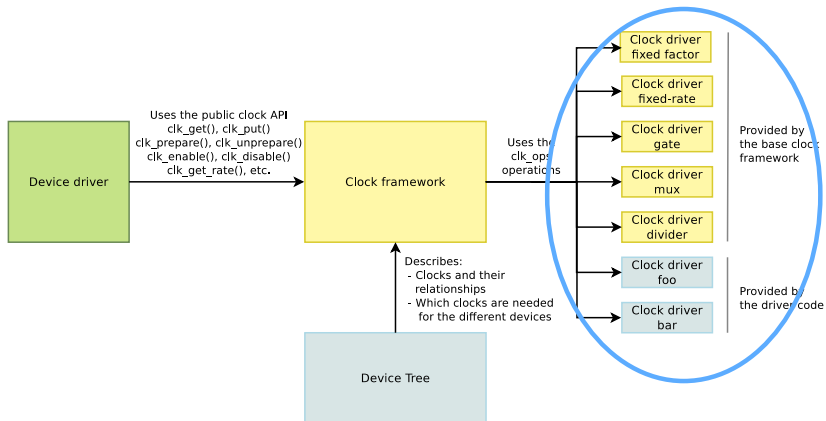 Uses the public clock API
clk_get(), clk_put()
clk_prepare(), clk_unprepare()
clk_enable(), clk_disable()
clk_get_rate(), etc.
Device driver
Clock framework
Uses the
clk_ops
operations
Clock driver
fixed factor
Clock driver
fixed-rate
Clock driver
gate
Clock driver
mux
Clock driver
divider
Clock driver
foo
Clock driver
bar
Provided by
the base clock
framework
Provided by
the driver code
Describes:
- Clocks and their
relationships
- Which clocks are needed
for the different devices
Device Tree